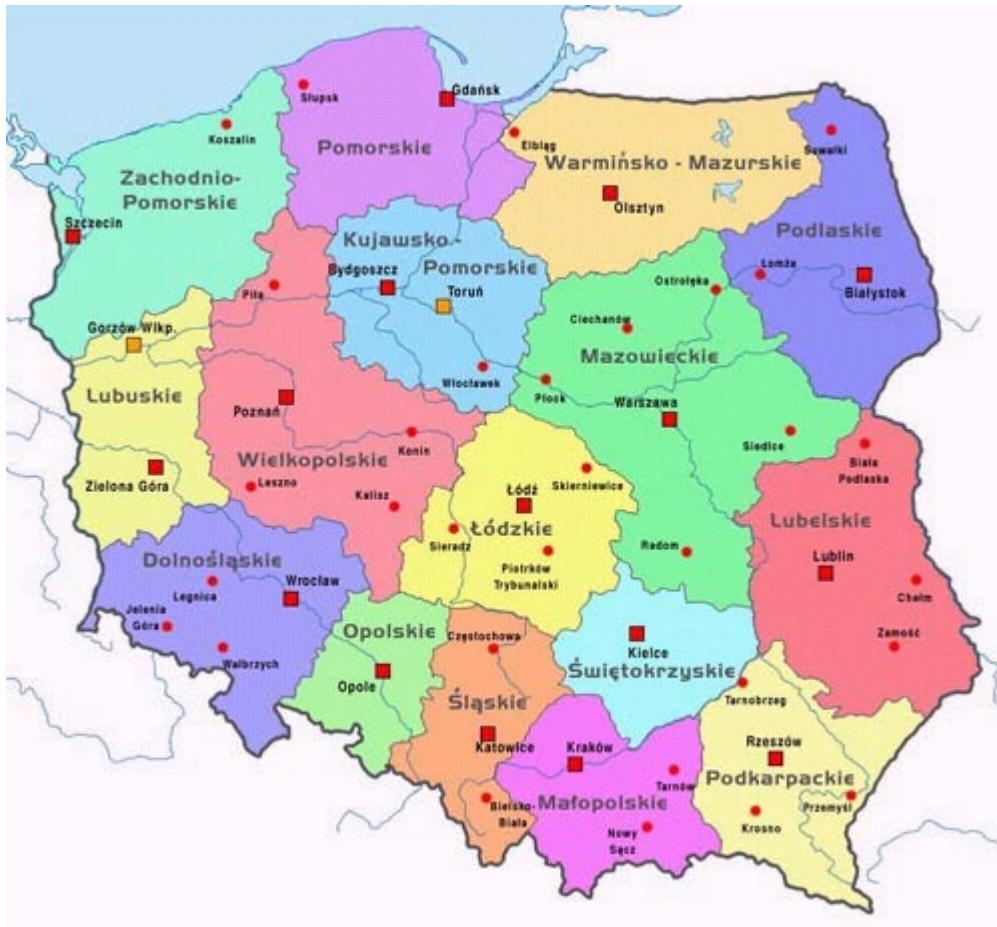 Gdańsk
Słupsk
Koszalin
Pomorskie
Elbląg
Suwałki
Warmińsko - Mazurskie
Zachodnio-
Pomorskie
Olsztyn
Szczecin
Podlaskie
Kujawsko -
Pomorskie
Bydgoszcz
Toruń
Piła
Ostrołęka
Łomża
Białystok
Gorzów Wlkp.
Ciechanów
Mazowieckie
Lubuskie
Włocławek
Płock
Warszawa
Poznań
Konin
Siedlce
Wielkopolskie
Biała
Podlaska
Zielona Góra
Leszno
Kalisz
Skierniewice
Łódź
Łódzkie
Sieradz
Lubelskie
Radom
Lublin
Piotrków
Trybunalski
Dolnośląskie
Wrocław
Legnica
Chełm
Jelenia
Góra
Opolskie
Częstochowa
Kielce
Zamość
Wałbrzych
Świętokrzyskie
Opole
Śląskie
Tarnobrzeg
Katowice
Kraków
Rzeszów
Podkarpackie
Tarnów
Małopolskie
Bielsko-
Biała
Przemyśl
Krosno
Nowy
Sącz